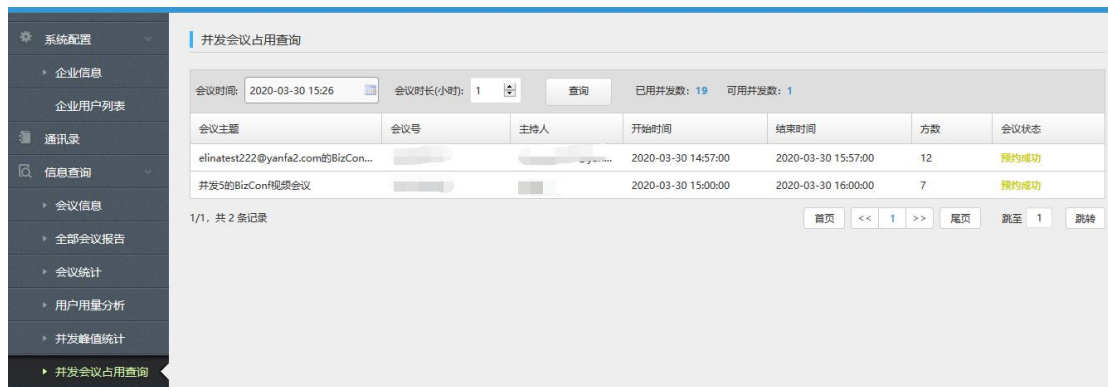 系统配置
企业信息
企业用户列表
通讯录
信息查询
会议信息
全部会议报告
会议统计
用户用量分析
并发峰值统计
并发会议占用查询
并发会议占用查询
会议时间: 2020-03-30 15:26 会议时长(小时): 1 查询 已用并发数: 19 可用并发数: 1
会议主题 会议号 主持人 开始时间 结束时间 方数 会议状态
elinatest222@yanfa2.com的BizCon... 2020-03-30 14:57:00 2020-03-30 15:57:00 12 预约成功
并发5的BizConf视频会议 2020-03-30 15:00:00 2020-03-30 16:00:00 7 预约成功
1/1, 共 2 条记录 首页 << 1 >> 尾页 跳至 1 跳转